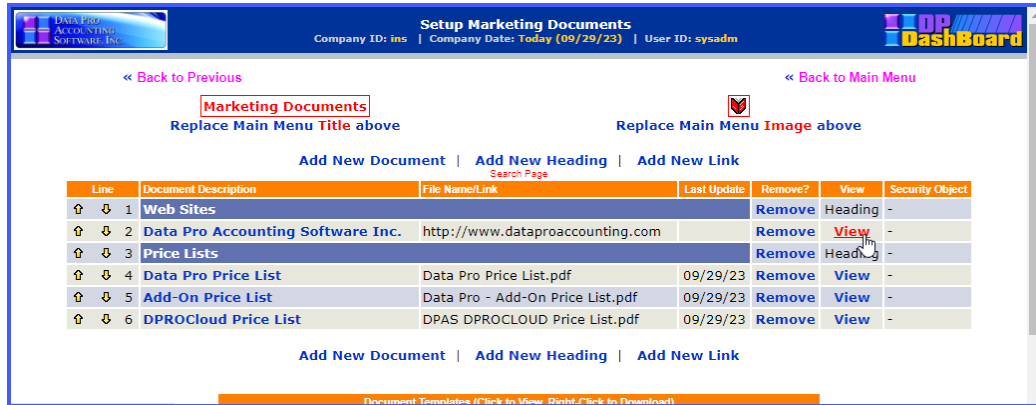 DATA PRO
ACCOUNTING
SOFTWARE, INC
Setup Marketing Documents
Company ID: ins | Company Date: Today (09/29/23) | User ID: sysadm
DP
DashBoard
« Back to Previous
« Back to Main Menu
Marketing Documents
Replace Main Menu Title above
Replace Main Menu Image above
Add New Document | Add New Heading | Add New Link
Search Page
Line Document Description File Name/Link Last Update Remove? View Security Object
1 Web Sites Remove Heading -
2 Data Pro Accounting Software Inc. http://www.dataproaccounting.com Remove View -
3 Price Lists Remove Heading -
4 Data Pro Price List Data Pro Price List.pdf 09/29/23 Remove View -
5 Add-On Price List Data Pro - Add-On Price List.pdf 09/29/23 Remove View -
6 DPROCloud Price List DPAS DPROCLOUD Price List.pdf 09/29/23 Remove View -
Add New Document | Add New Heading | Add New Link
Document Templates (Click to View, Right-Click to Download)